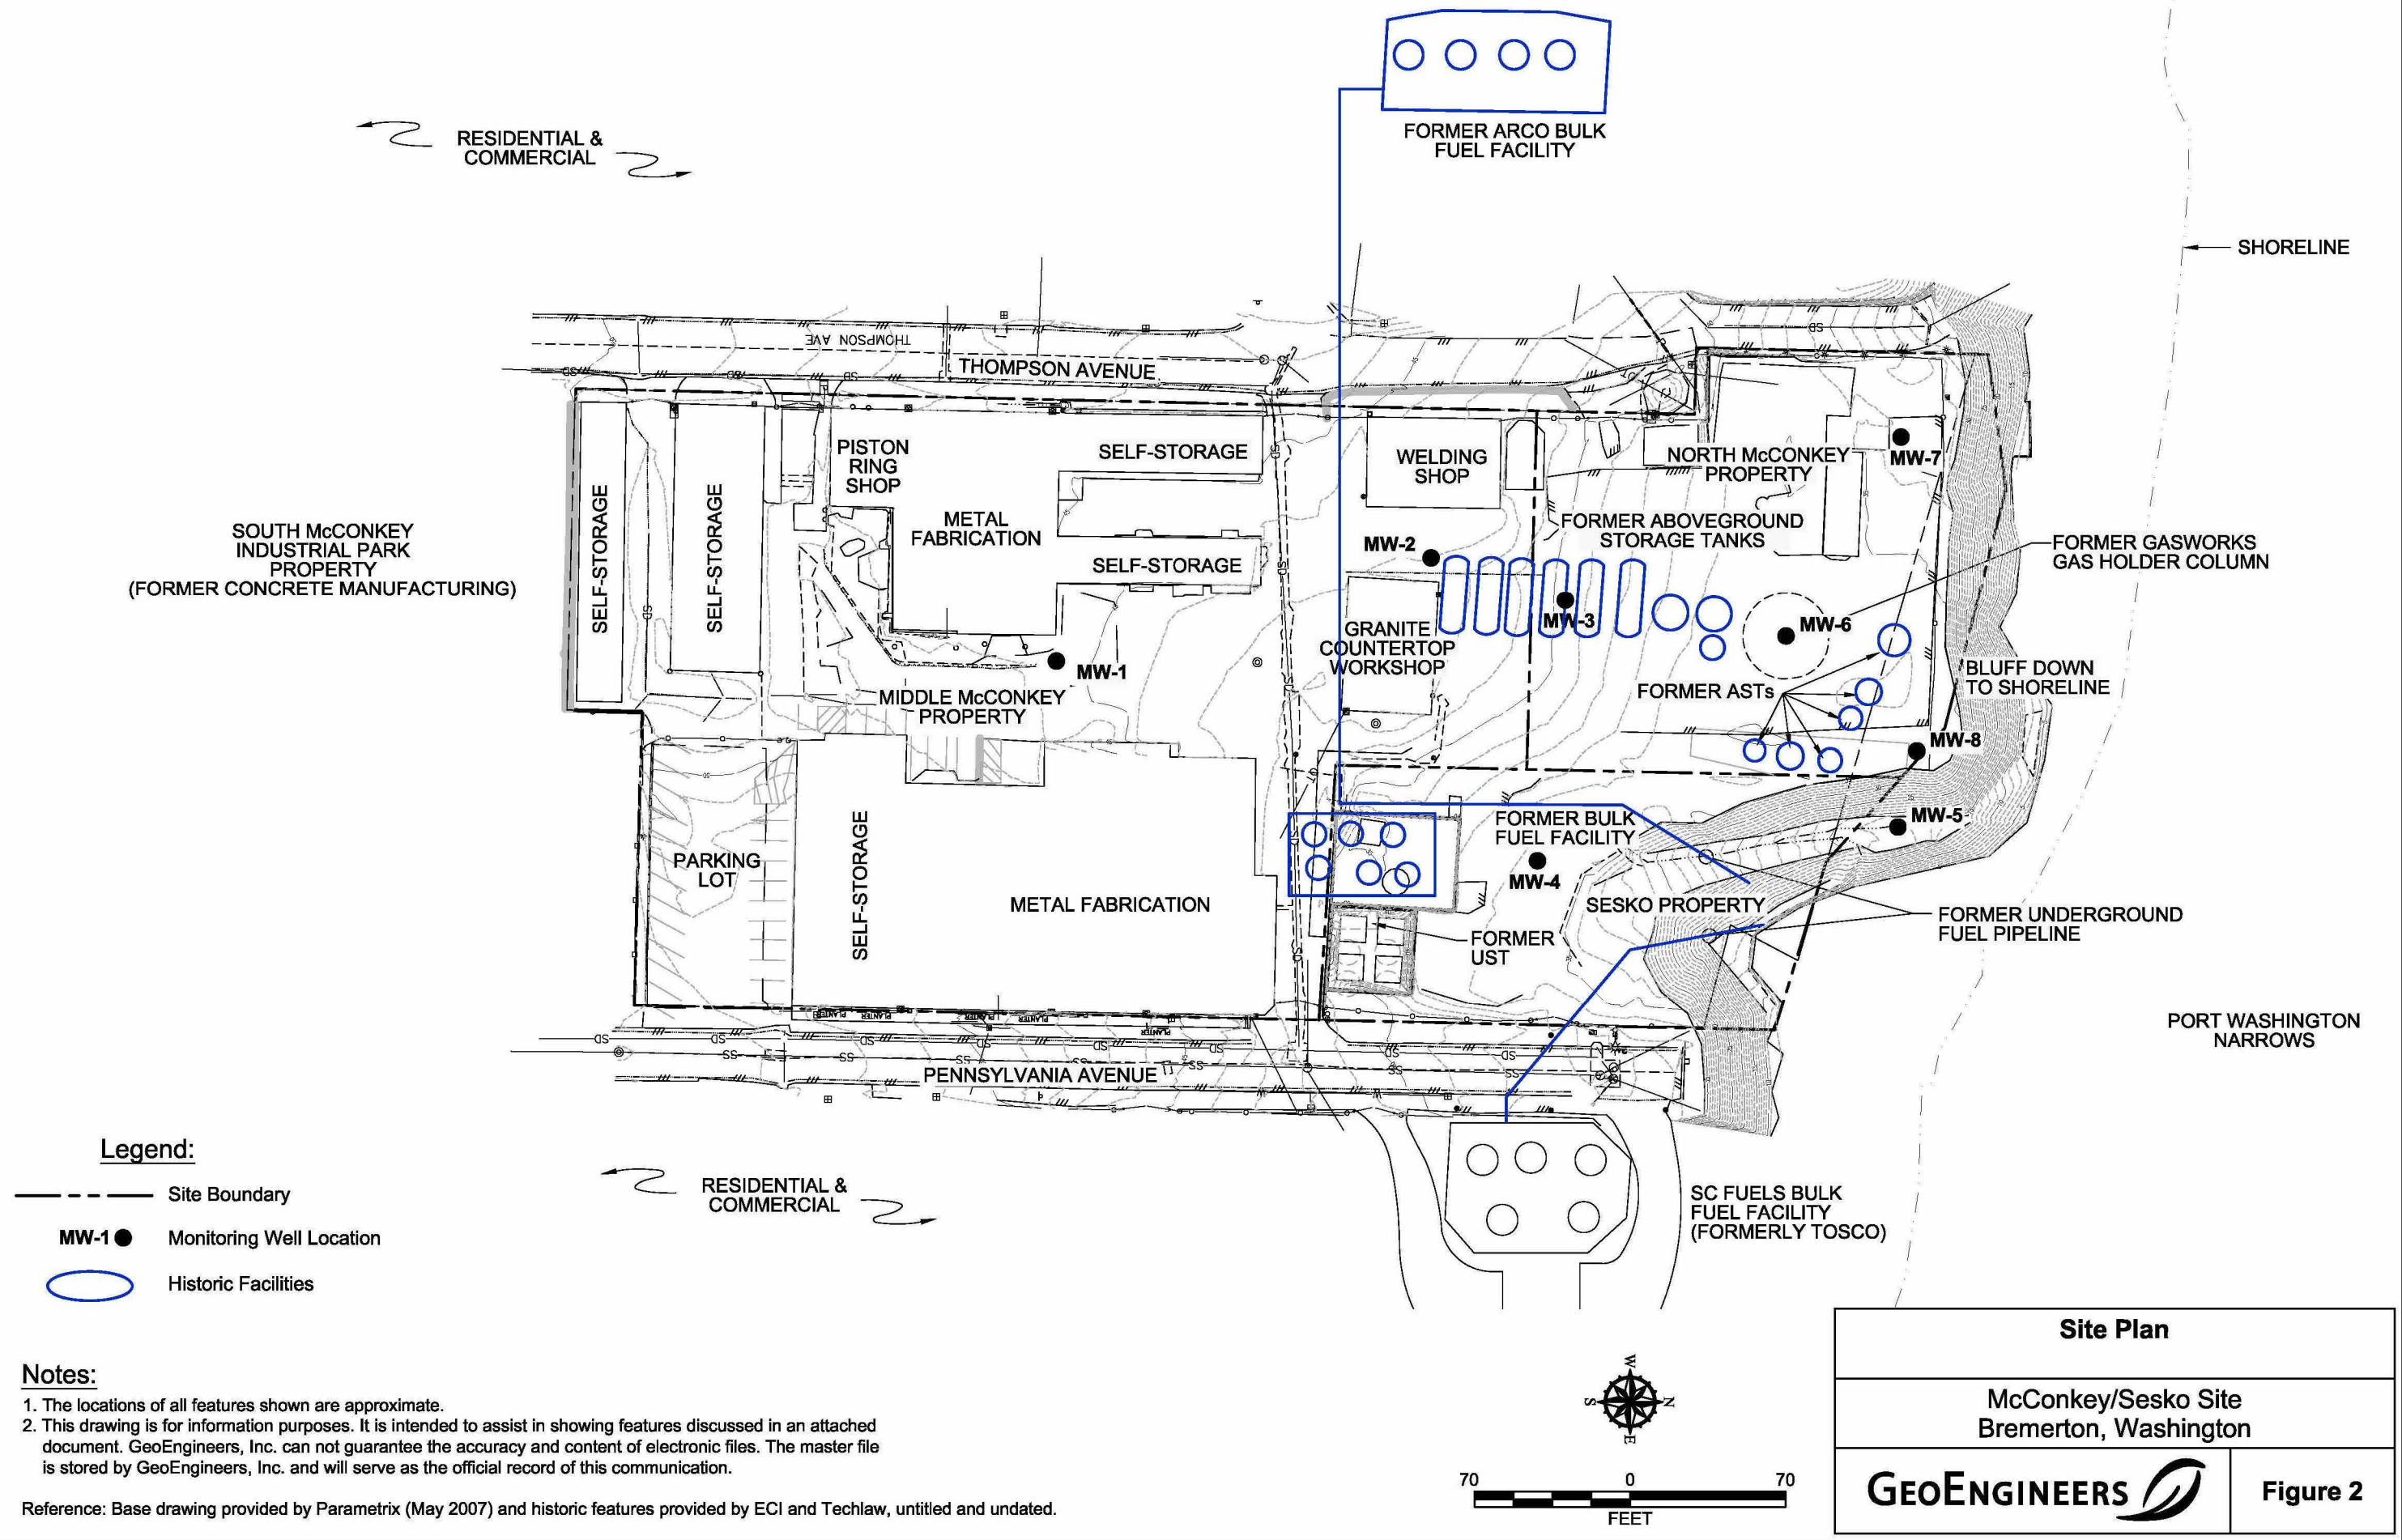 FORMER ARCO BULK
FUEL FACILITY
RESIDENTIAL &
COMMERCIAL
SHORELINE
THOMPSON AVE
THOMPSON AVENUE
PISTON
RING
SHOP
SELF-STORAGE
WELDING
SHOP
NORTH McCONKEY
PROPERTY
MW-7
SELF-STORAGE
SELF-STORAGE
METAL
FABRICATION
SELF-STORAGE
MW-2
FORMER ABOVEGROUND
STORAGE TANKS
FORMER GASWORKS
GAS HOLDER COLUMN
SOUTH McCONKEY
INDUSTRIAL PARK
PROPERTY
(FORMER CONCRETE MANUFACTURING)
MW-3
MW-6
GRANITE
COUNTERTOP
WORKSHOP
MW-1
MIDDLE McCONKEY
PROPERTY
FORMER ASTs
BLUFF DOWN
TO SHORELINE
MW-8
MW-5
FORMER BULK
FUEL FACILITY
MW-4
PARKING
LOT
SELF-STORAGE
METAL FABRICATION
SESKO PROPERTY
FORMER UNDERGROUND
FUEL PIPELINE
FORMER
UST
PORT WASHINGTON
NARROWS
PLANTER
PLANTER
PLANTER
PLANTER
PLANTER
PENNSYLVANIA AVENUE
RESIDENTIAL &
COMMERCIAL
SC FUELS BULK
FUEL FACILITY
(FORMERLY TOSCO)
Legend:
Site Boundary
MW-1 Monitoring Well Location
Historic Facilities
Notes:
1. The locations of all features shown are approximate.
2. This drawing is for information purposes. It is intended to assist in showing features discussed in an attached
document. GeoEngineers, Inc. can not guarantee the accuracy and content of electronic files. The master file
is stored by GeoEngineers, Inc. and will serve as the official record of this communication.
Reference: Base drawing provided by Parametrix (May 2007) and historic features provided by ECI and Techlaw, untitled and undated.
W
S N
E
70 0 70
FEET
Site Plan
McConkey/Sesko Site
Bremerton, Washington
GEOENGINEERS
Figure 2